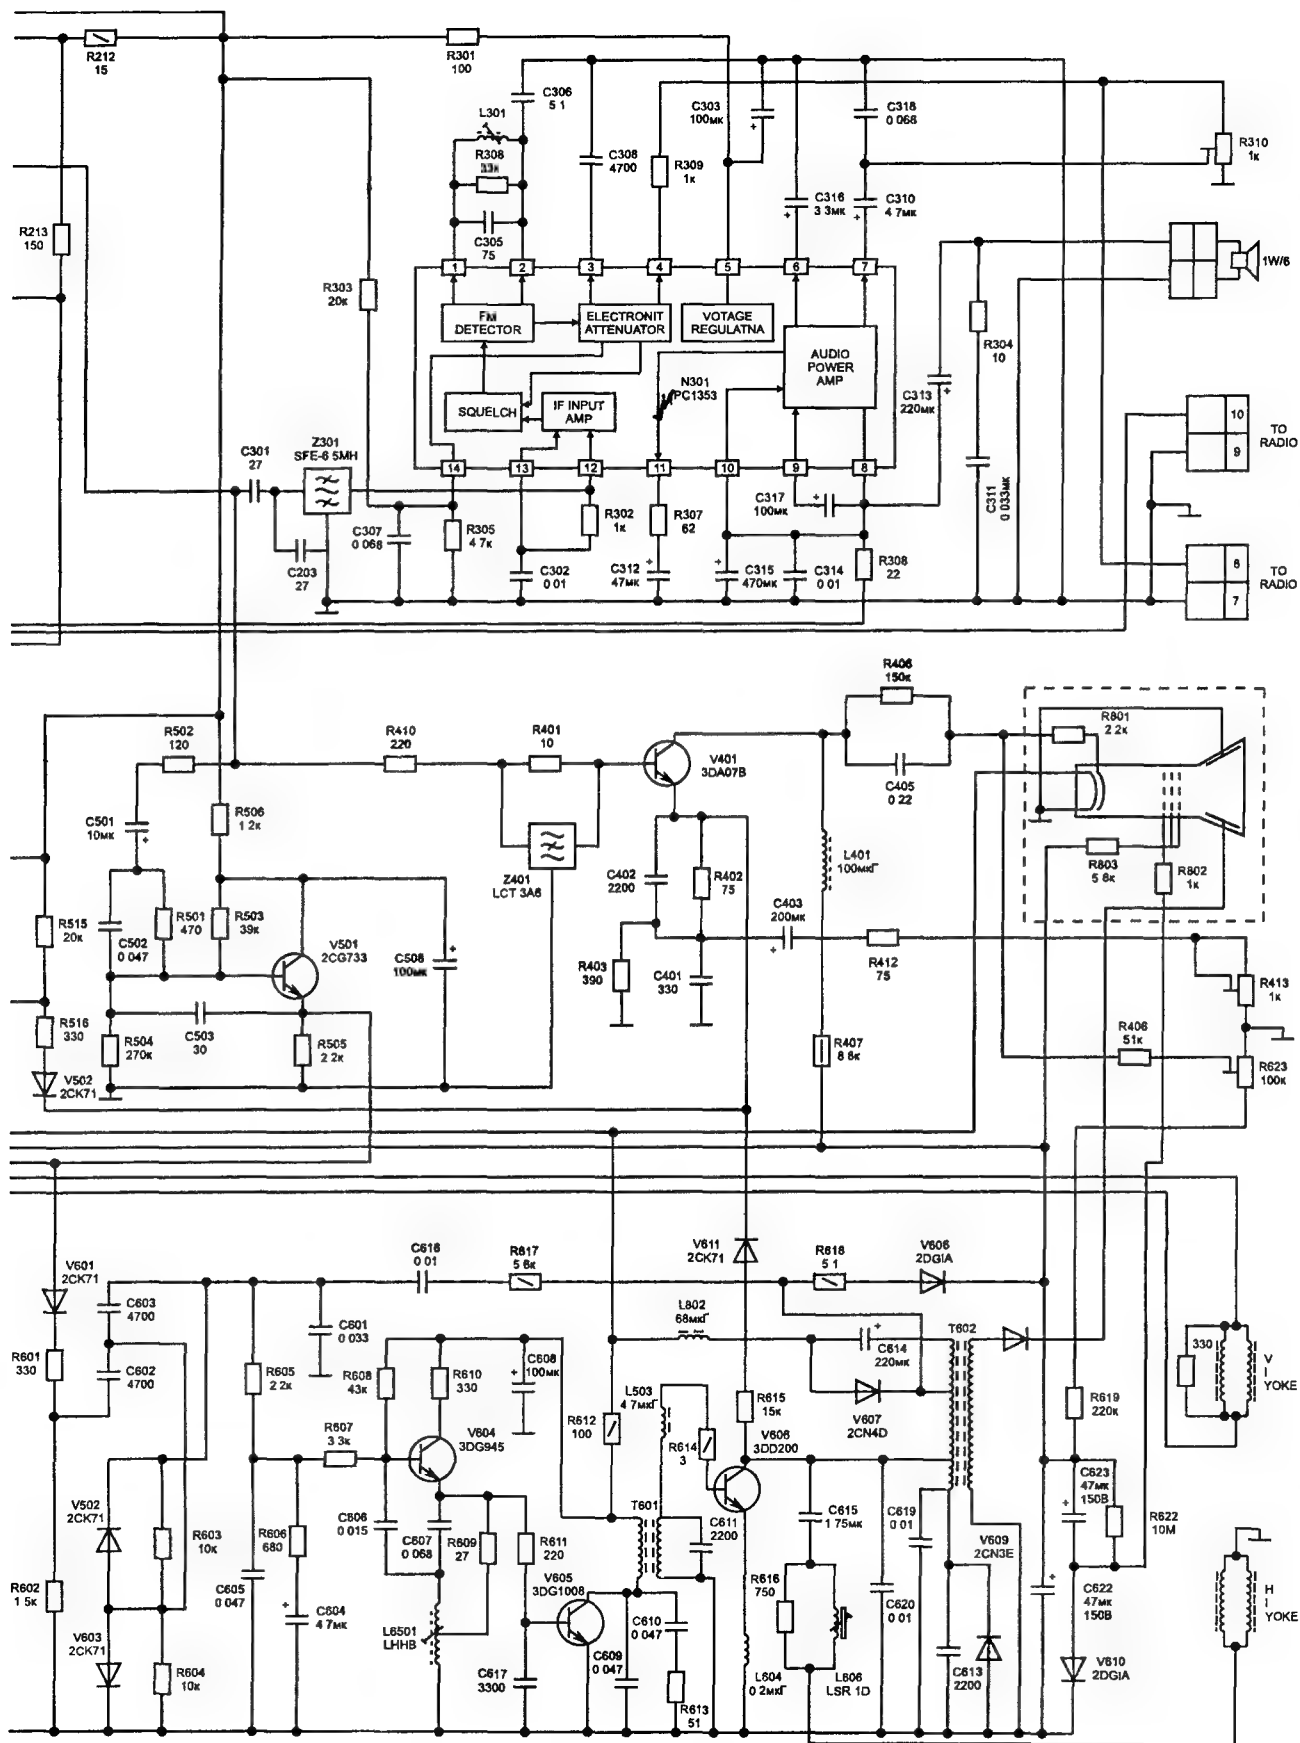 R212
15
R301
100
C306
5 1
L301
R308
33к
C305
75
C308
4700
R309
1к
C303
100мк
C318
0 068
R310
1к
C316
3 3мк
C310
4 7мк
R213
150
R303
20к
1
2
3
4
5
6
7
1W/6
FM
DETECTOR
ELECTRONIT
ATTENUATOR
VOTAGE
REGULATNA
AUDIO
POWER
AMP
N301
PC1353
SQUELCH
IF INPUT
AMP
R304
10
C313
220мк
10
9
TO
RADIO
C301
27
Z301
SFE-6 5MH
14
13
12
11
10
9
8
C317
100мк
C311
0 033мк
C307
0 068
R305
4 7к
R302
1к
R307
62
C203
27
C302
0 01
C312
47мк
C315
470мк
C314
0 01
R308
22
6
7
TO
RADIO
R406
150к
R502
120
R410
220
R401
10
V401
3DA07B
C405
0 22
R801
2 2к
C501
10мк
R506
1 2к
Z401
LCT 3A6
C402
2200
R402
75
L401
100мкГ
R803
5 6к
R802
1к
R515
20к
C502
0 047
R501
470
R503
39к
V501
2CG733
C508
100мк
C403
200мк
R403
390
C401
330
R412
75
R413
1к
R516
330
R504
270к
C503
30
R505
2 2к
R407
8 8к
R406
51к
R623
100к
V502
2CK71
V601
2CK71
C616
0 01
R617
5 6к
V611
2CK71
R618
5 1
V606
2DGIA
C603
4700
C601
0 033
L802
68мкГ
T602
R601
330
C602
4700
R605
2 2к
R608
43к
R610
330
C608
100мк
C614
220мк
330
V
I
YOKE
L503
4 7мкГ
R612
100
R615
15к
V607
2CN4D
R619
220к
R607
3 3к
V604
3DG945
R614
3
V606
3DD200
C623
47мк
150В
V502
2CK71
R603
10к
R606
680
C606
0 015
C607
0 068
R609
27
R611
220
T601
C611
2200
C615
1 75мк
C619
0 01
V609
2CN3E
R622
10M
R602
1 5к
C605
0 047
C604
4 7мк
V605
3DG1008
R616
750
C620
0 01
C622
47мк
150В
H
I
YOKE
V603
2CK71
R604
10к
L6501
LHHB
C617
3300
C609
0 047
C610
0 047
R613
51
L604
0 2мкГ
L606
LSR 1D
C613
2200
V610
2DGIA